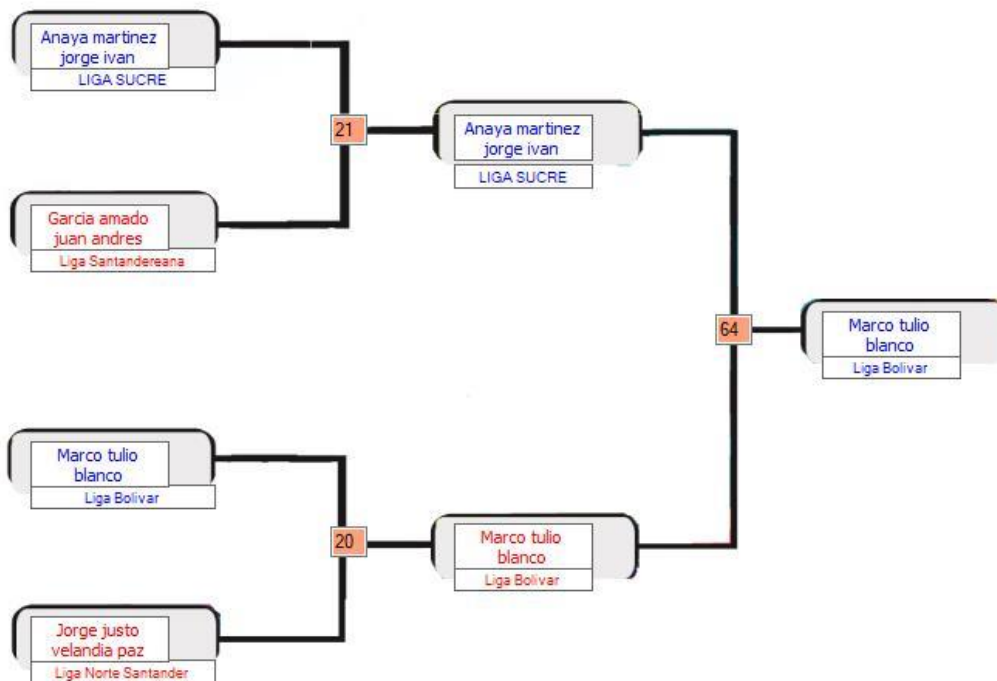 Anaya martinez
jorge ivan
LIGA SUCRE
21
Garcia amado
juan andres
Liga Santandereana
Anaya martinez
jorge ivan
LIGA SUCRE
64
Marco tulio
blanco
Liga Bolivar
Marco tulio
blanco
Liga Bolivar
20
Jorge justo
velandia paz
Liga Norte Santander
Marco tulio
blanco
Liga Bolivar